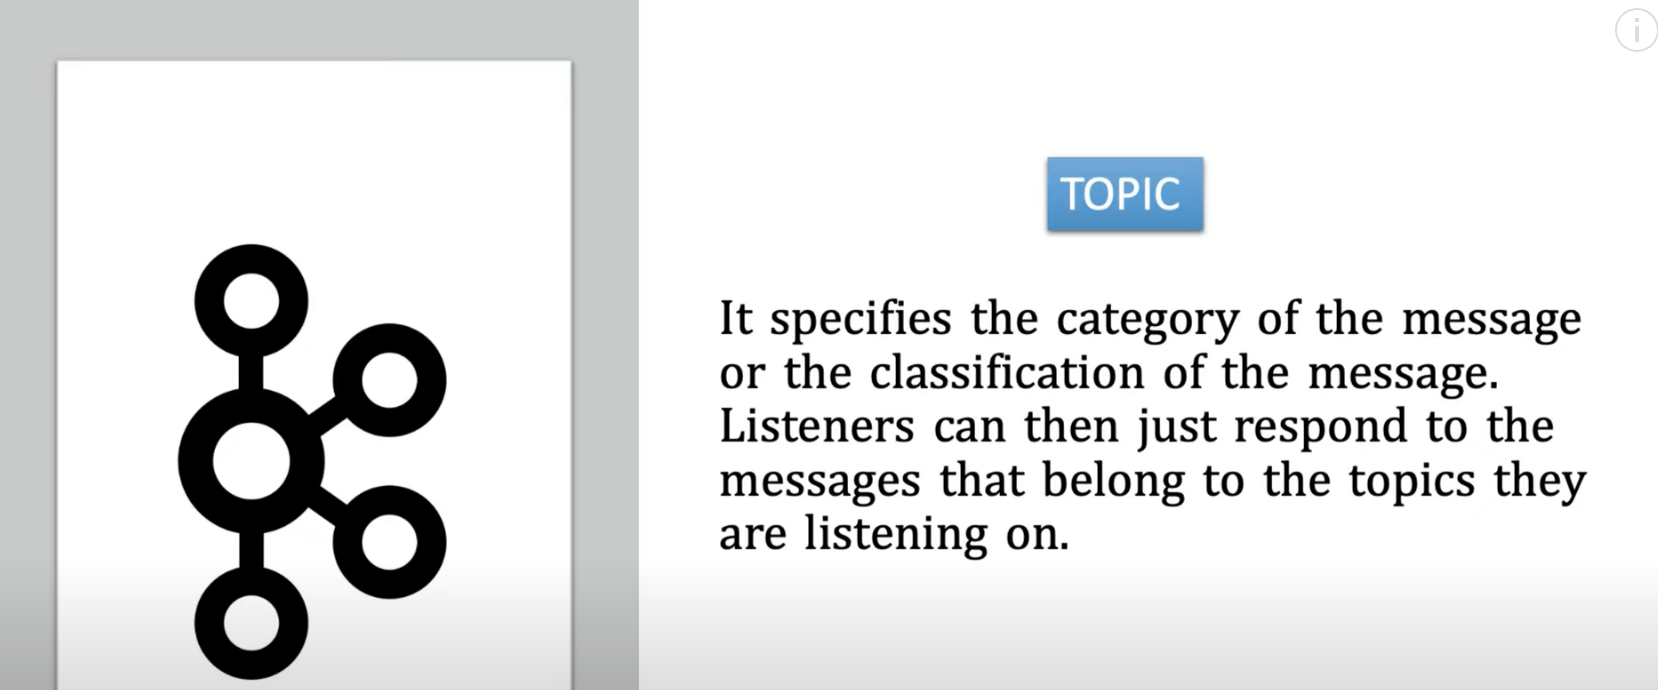 TOPIC
It specifies the category of the message
or the classification of the message.
Listeners can then just respond to the
messages that belong to the topics they
are listening on.